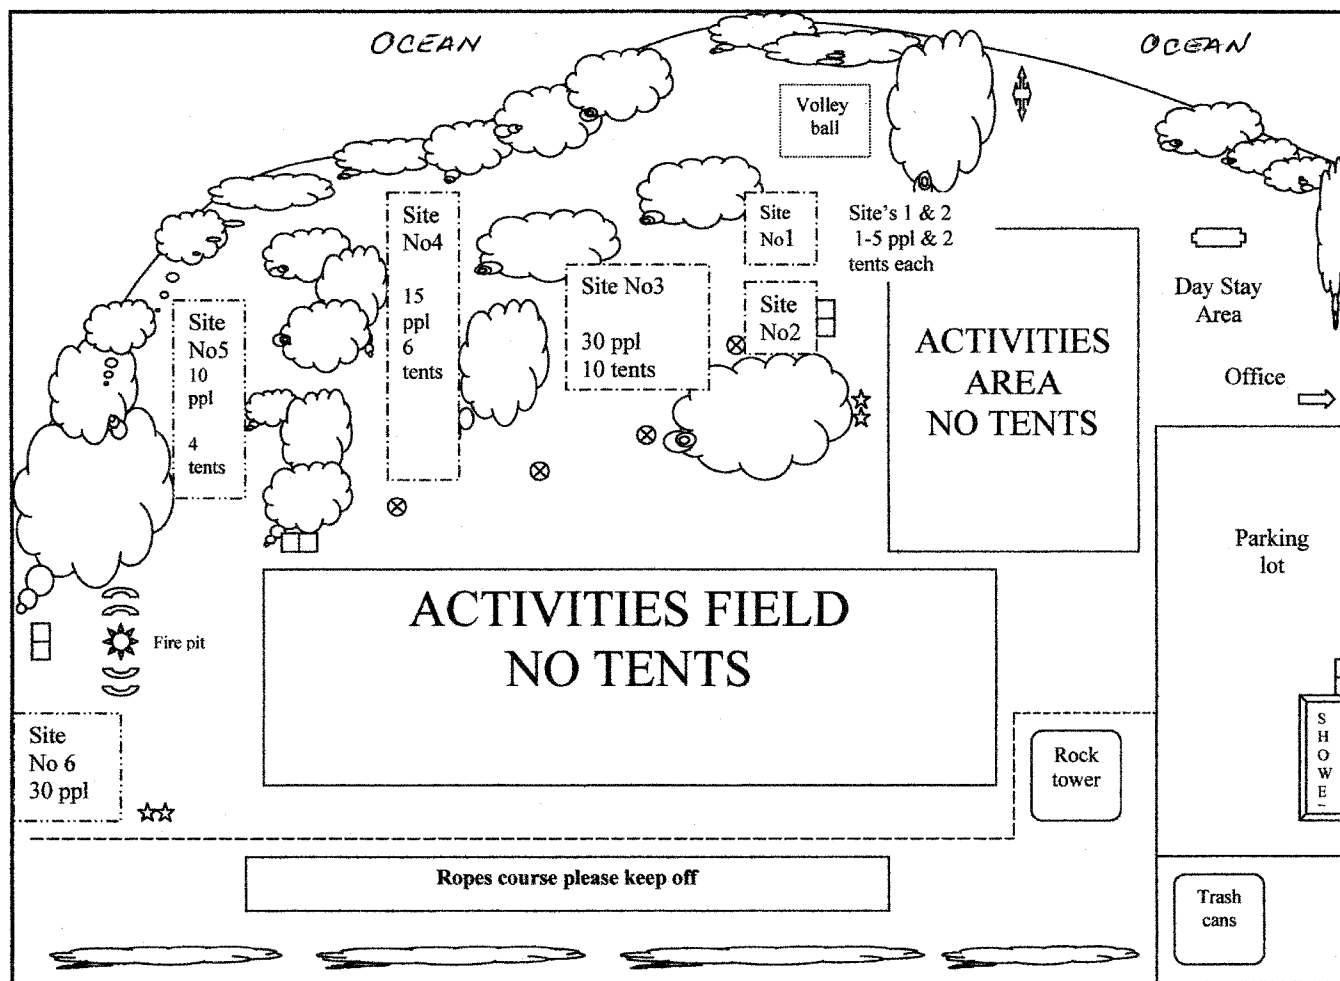 OCEAN
OCEAN
Volley
ball
Site
No4
15
ppl
6
tents
Site
No1
Site's 1 & 2
1-5 ppl & 2
tents each
Site No3
30 ppl
10 tents
Site
No2
Site
No5
10
ppl
4
tents
ACTIVITIES
AREA
NO TENTS
Day Stay
Area
Office
Parking
lot
ACTIVITIES FIELD
NO TENTS
Fire pit
Site
No 6
30 ppl
Rock
tower
S
H
O
W
E
Ropes course please keep off
Trash
cans